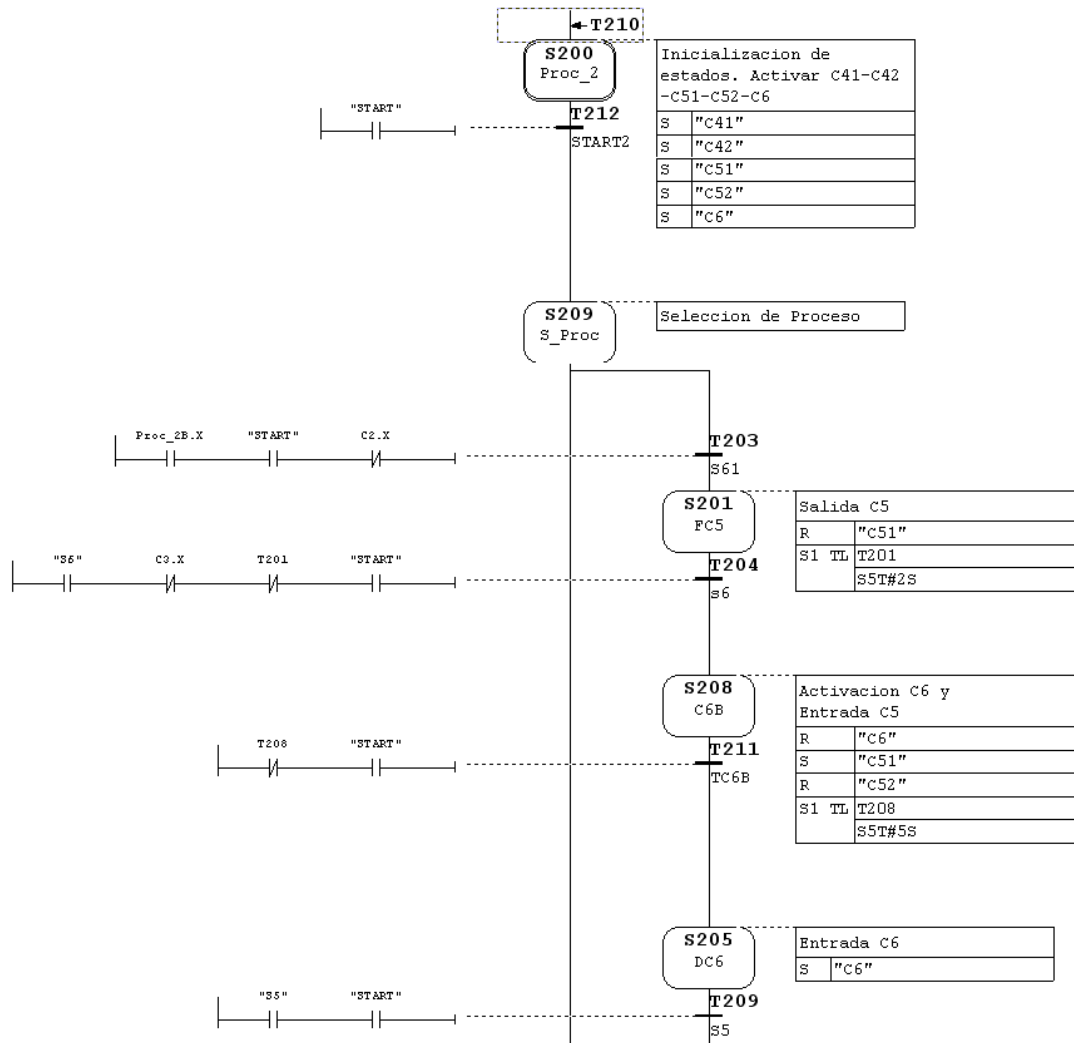 T210
S200
Proc_2
Inicializacion de
estados. Activar C41-C42
-C51-C52-C6
S "C41"
S "C42"
S "C51"
S "C52"
S "C6"
"START"
T212
START2
S209
S_Proc
Seleccion de Proceso
Proc_2B.X "START" C2.X
T203
S61
S201
FC5
Salida C5
R "C51"
S1 TL T201
S5T#2S
"S6" C3.X T201 "START"
T204
s6
S208
C6B
Activacion C6 y
Entrada C5
R "C6"
S "C51"
R "C52"
S1 TL T208
S5T#5S
T208 "START"
T211
TC6B
S205
DC6
Entrada C6
S "C6"
"S5" "START"
T209
S5